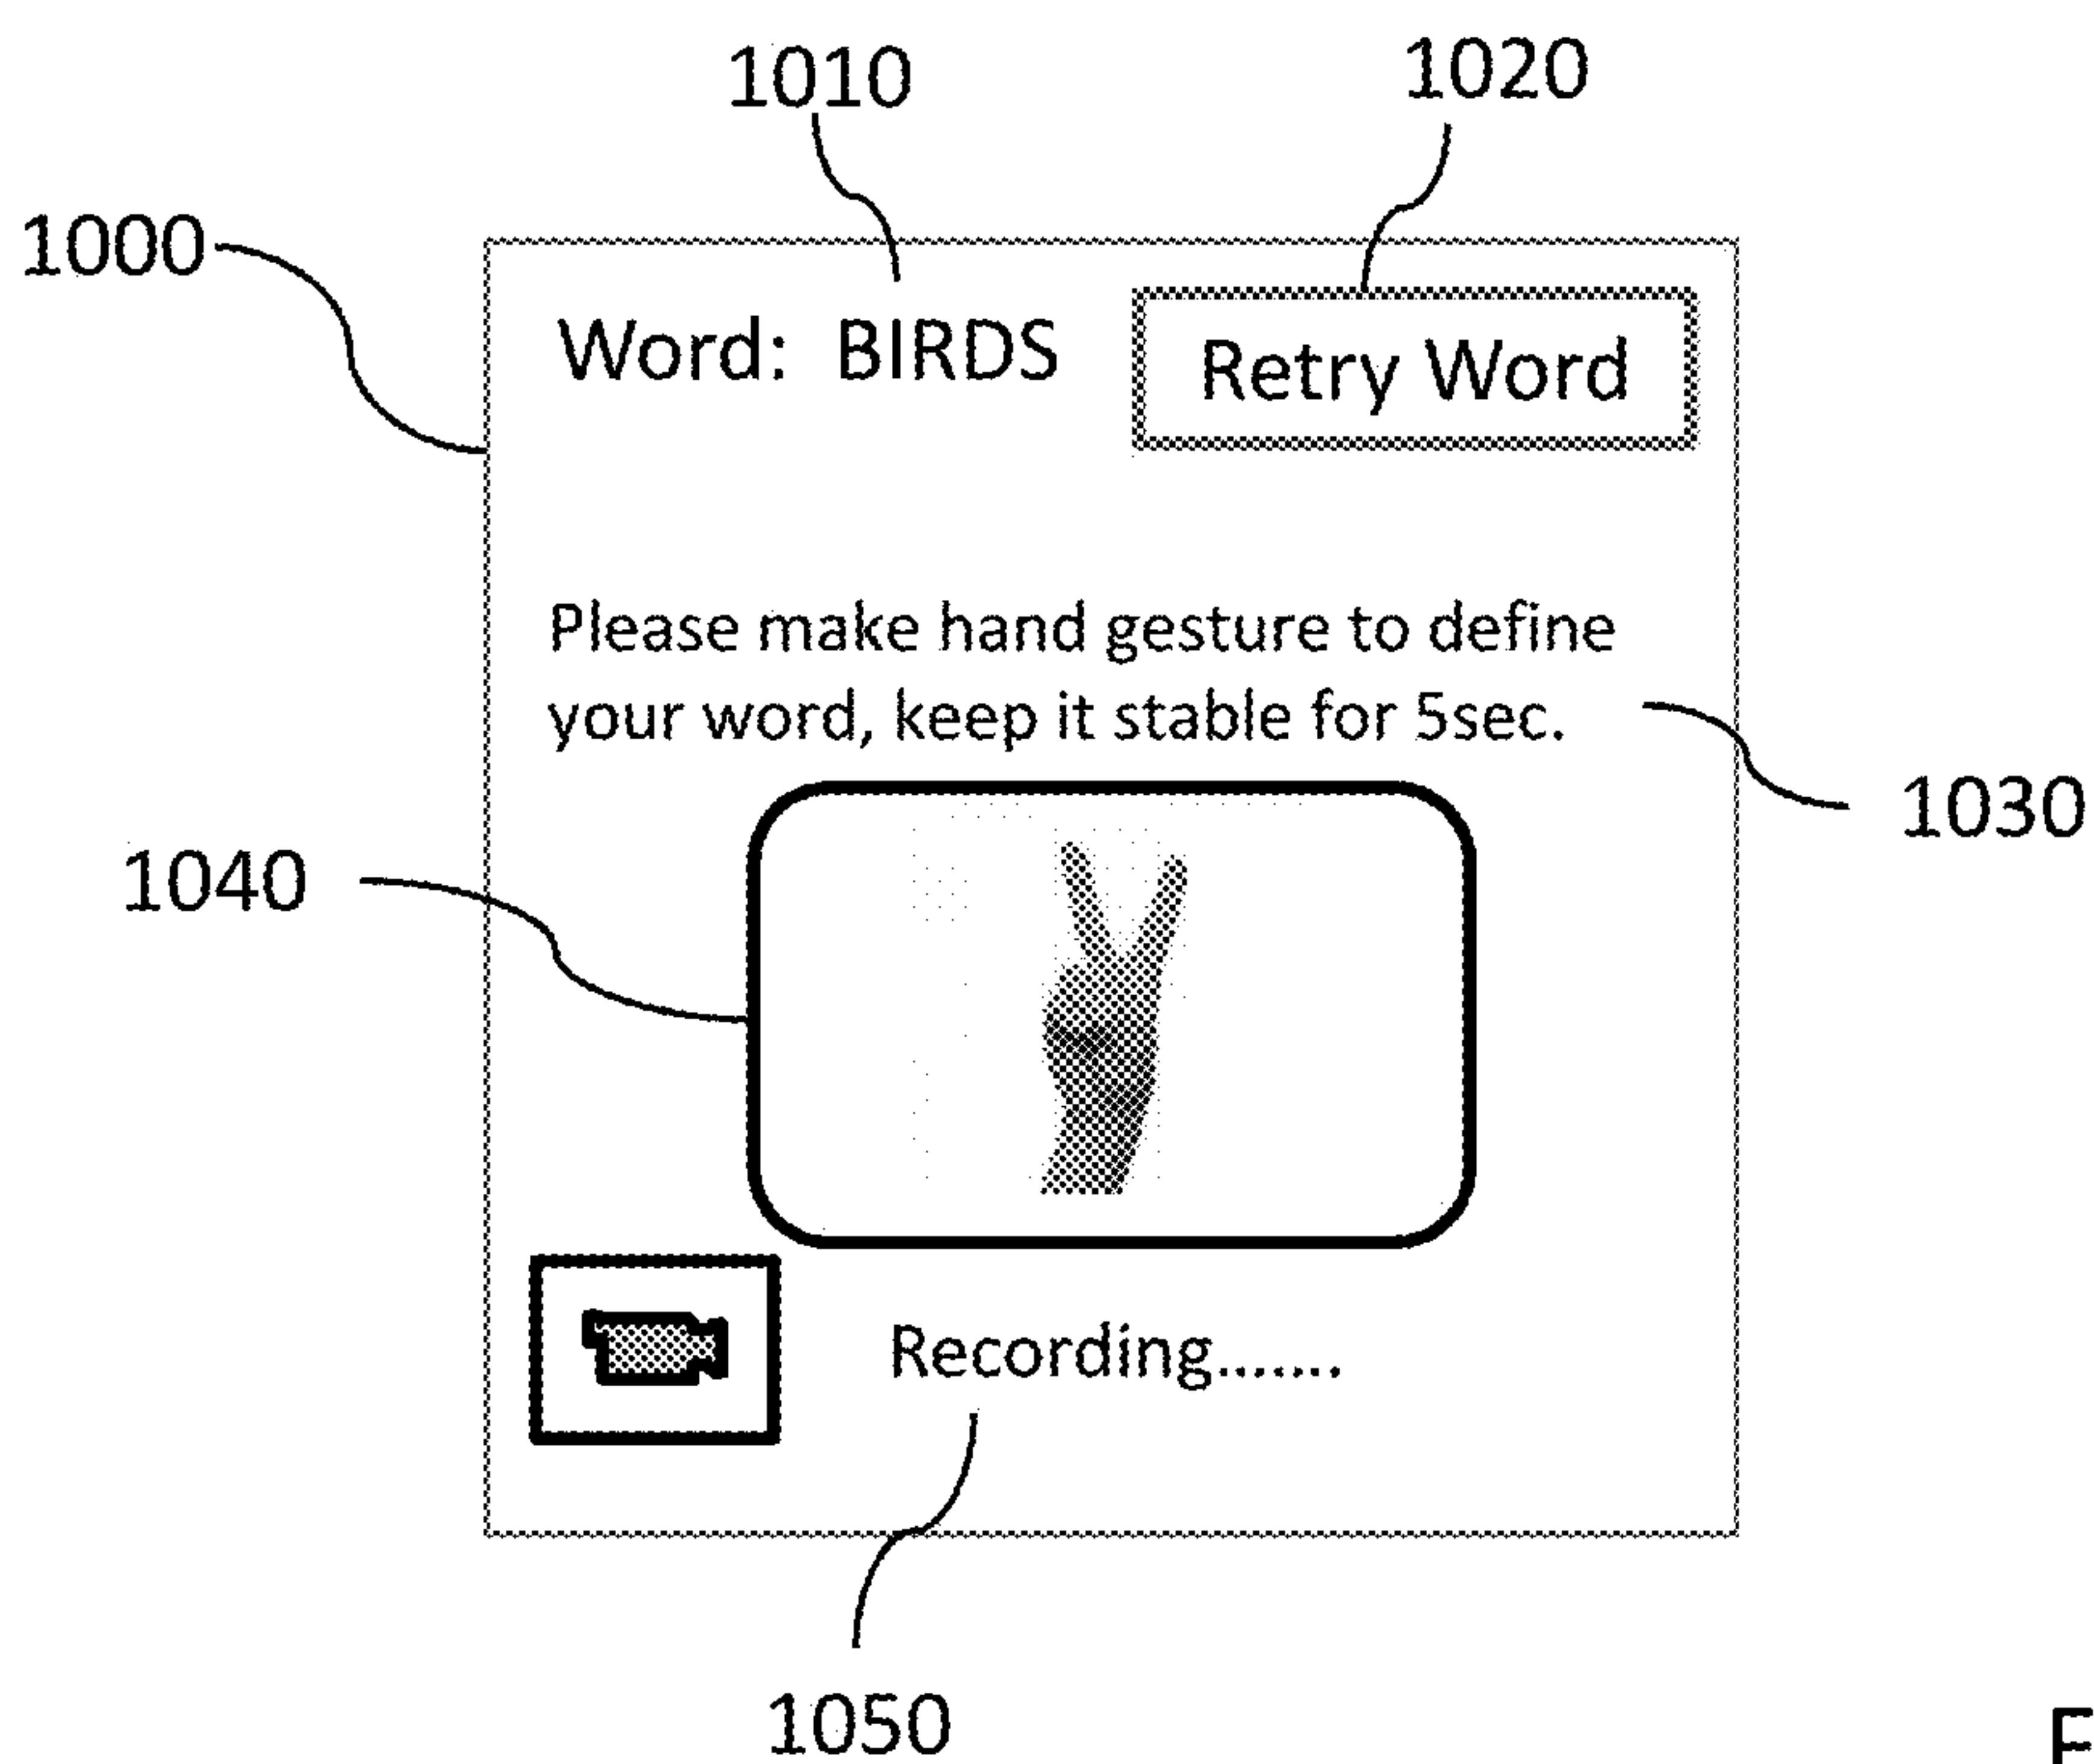 1010
1020
1000
Word: BIRDS
Retry Word
Please make hand gesture to define
your word, keep it stable for 5sec.
1030
1040
Recording.......
1050